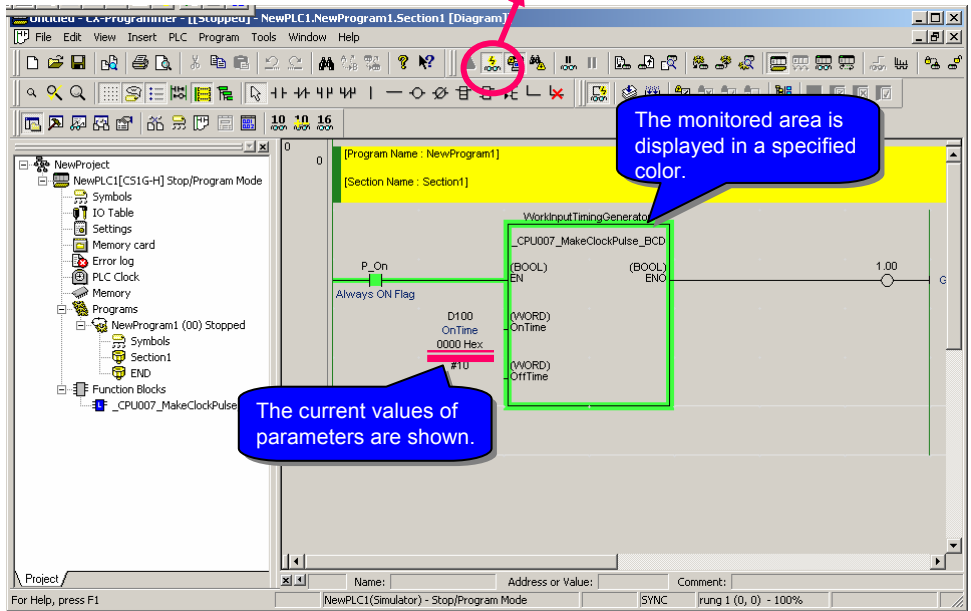 Untitled - CX-Programmer - [[Stopped] - NewPLC1.NewProgram1.Section1 [Diagram]]
File Edit View Insert PLC Program Tools Window Help
10 10 16
The monitored area is
displayed in a specified
color.
NewProject
NewPLC1[CS1G-H] Stop/Program Mode
Symbols
IO Table
Settings
Memory card
Error log
PLC Clock
Memory
Programs
NewProgram1 (00) Stopped
Symbols
Section1
END
Function Blocks
_CPU007_MakeClockPulse
0
0
[Program Name : NewProgram1]
[Section Name : Section1]
WorkInputTimingGenerator
_CPU007_MakeClockPulse_BCD
P_On
(BOOL)
(BOOL)
1.00
EN
ENO
Always ON Flag
D100
(WORD)
OnTime
OnTime
0000 Hex
#10
(WORD)
OffTime
The current values of
parameters are shown.
Project
Name:
Address or Value:
Comment:
For Help, press F1
NewPLC1(Simulator) - Stop/Program Mode
SYNC
rung 1 (0, 0) - 100%